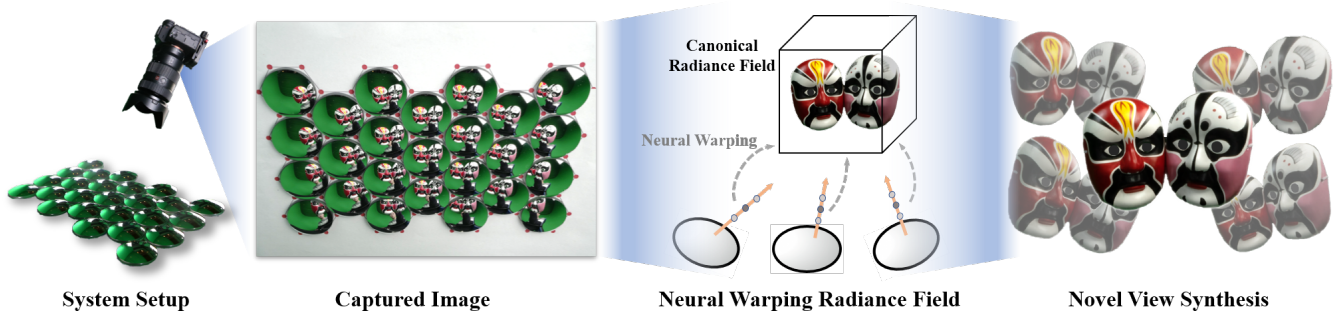 Canonical
Radiance Field
Neural Warping
System Setup
Captured Image
Neural Warping Radiance Field
Novel View Synthesis